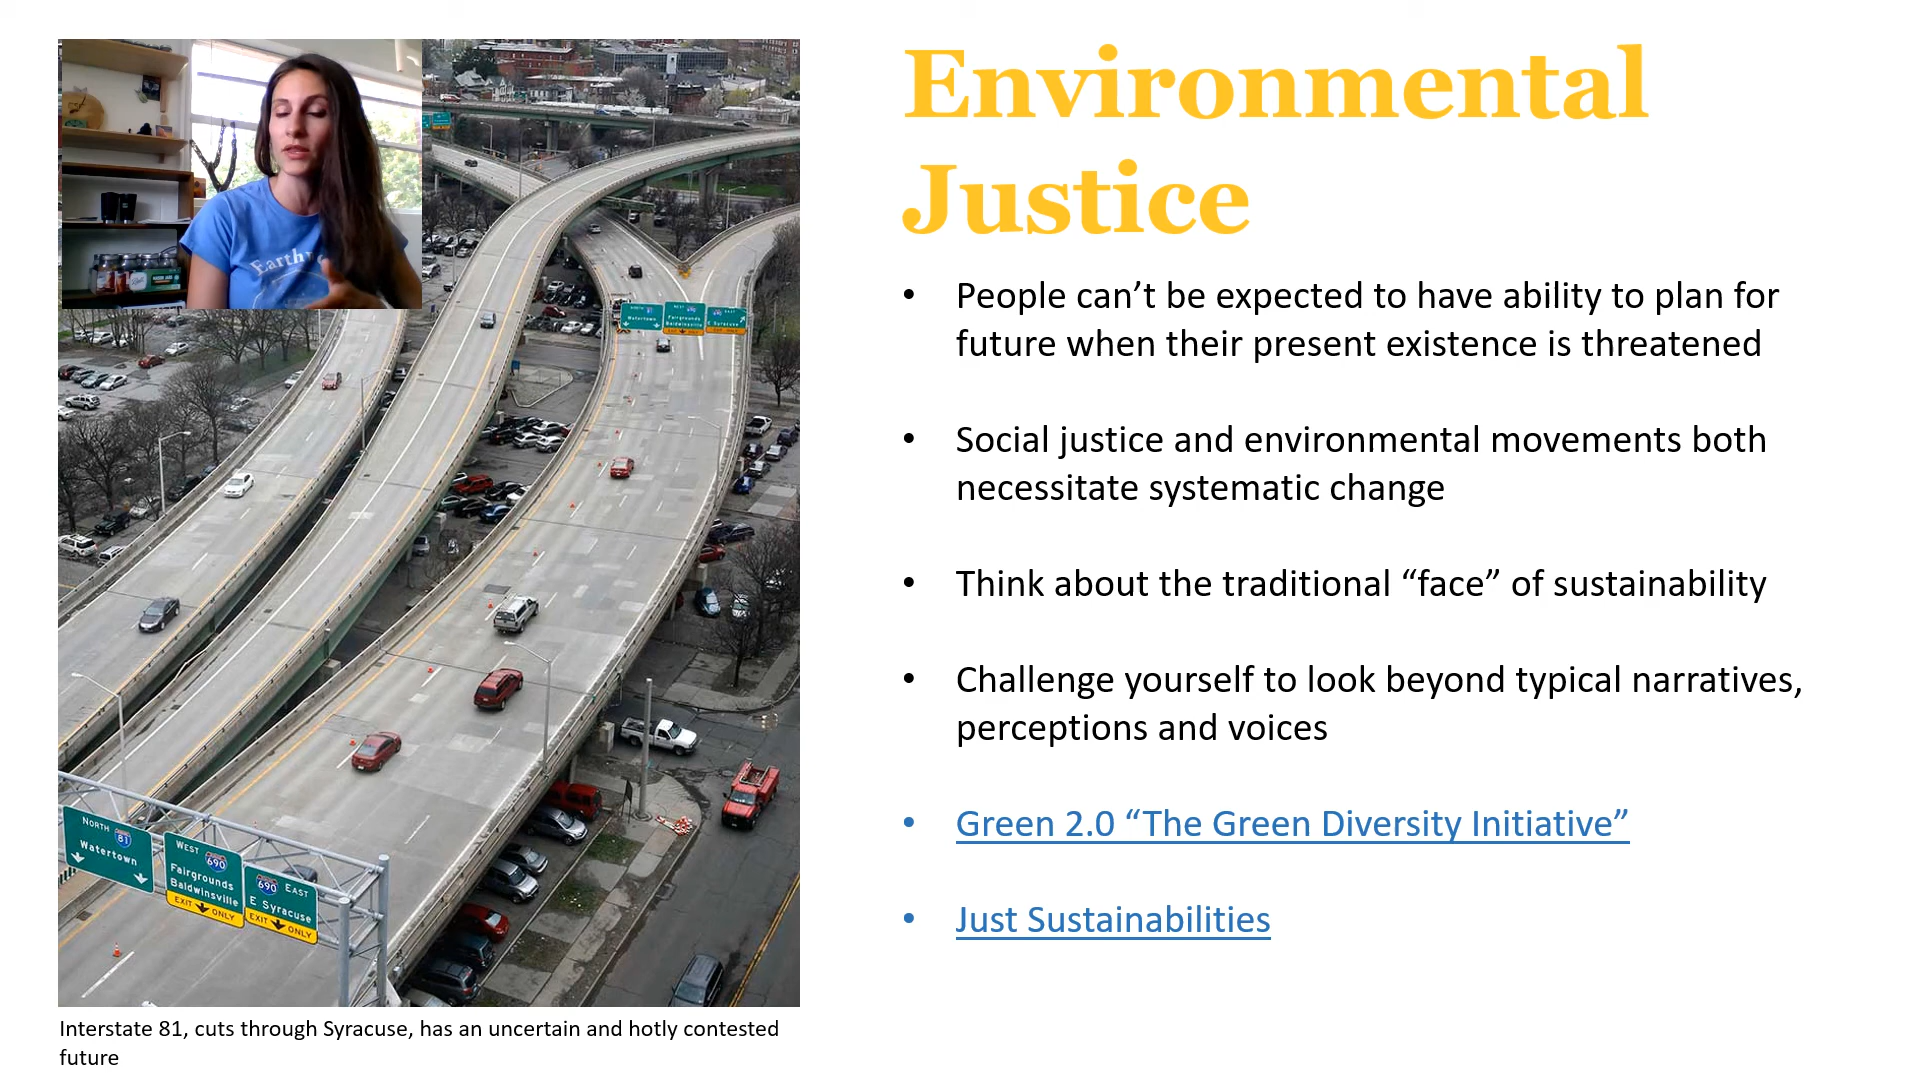 Environmental
Justice
• People can’t be expected to have ability to plan for
future when their present existence is threatened
• Social justice and environmental movements both
necessitate systematic change
• Think about the traditional “face” of sustainability
• Challenge yourself to look beyond typical narratives,
perceptions and voices
• Green 2.0 “The Green Diversity Initiative”
• Just Sustainabilities
NORTH 81
Watertown
WEST 690
Fairgrounds
Baldwinsville
EXIT ONLY
690 EAST
E Syracuse
EXIT ONLY
Interstate 81, cuts through Syracuse, has an uncertain and hotly contested
future